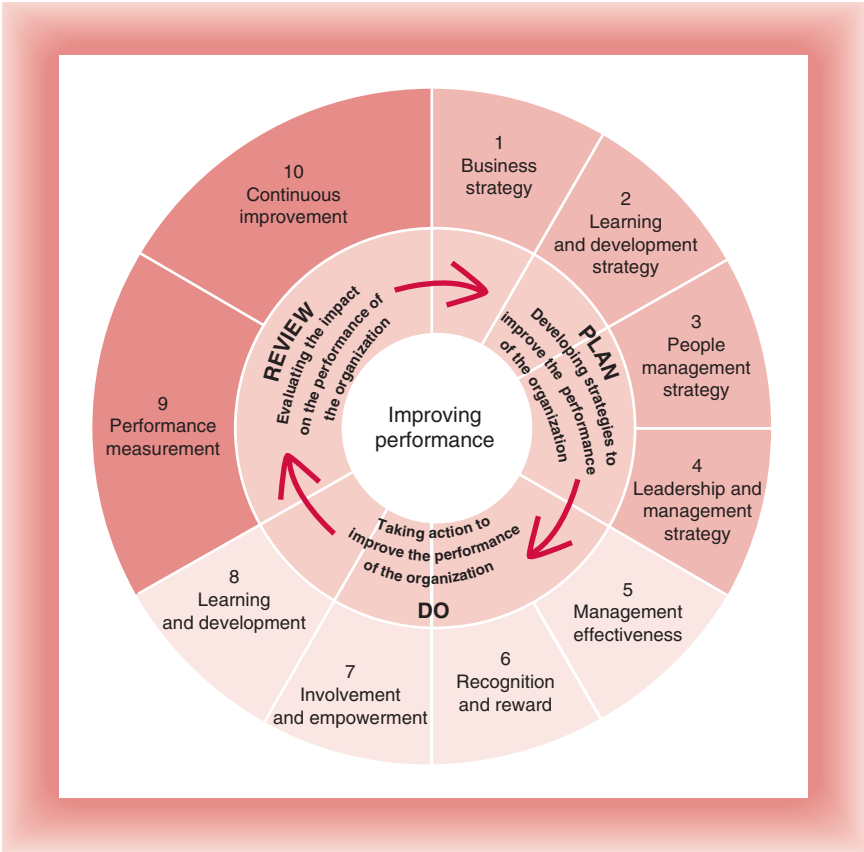 1
Business
strategy
2
Learning
and development
strategy
3
People
management
strategy
4
Leadership and
management
strategy
5
Management
effectiveness
6
Recognition
and reward
7
Involvement
and empowerment
8
Learning
and development
9
Performance
measurement
10
Continuous
improvement
PLAN
Developing strategies to
improve the performance
of the organization
Taking action to
improve the performance
of the organization
DO
REVIEW
Evaluating the impact
on the performance of
the organization
Improving
performance